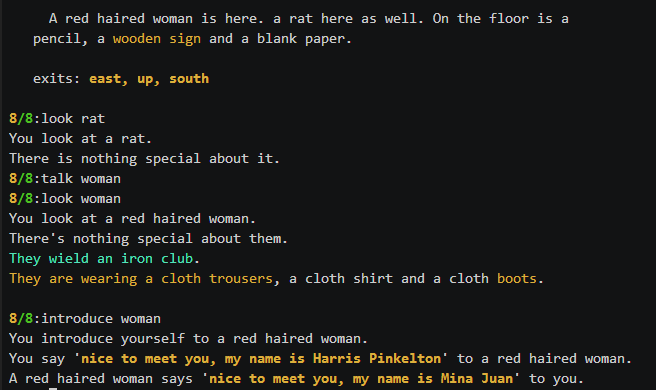 A red haired woman is here. a rat here as well. On the floor is a
pencil, a wooden sign and a blank paper.
exits: east, up, south
8/8:look rat
You look at a rat.
There is nothing special about it.
8/8:talk woman
8/8:look woman
You look at a red haired woman.
There's nothing special about them.
They wield an iron club.
They are wearing a cloth trousers, a cloth shirt and a cloth boots.
8/8:introduce woman
You introduce yourself to a red haired woman.
You say 'nice to meet you, my name is Harris Pinkelton' to a red haired woman.
A red haired woman says 'nice to meet you, my name is Mina Juan' to you.